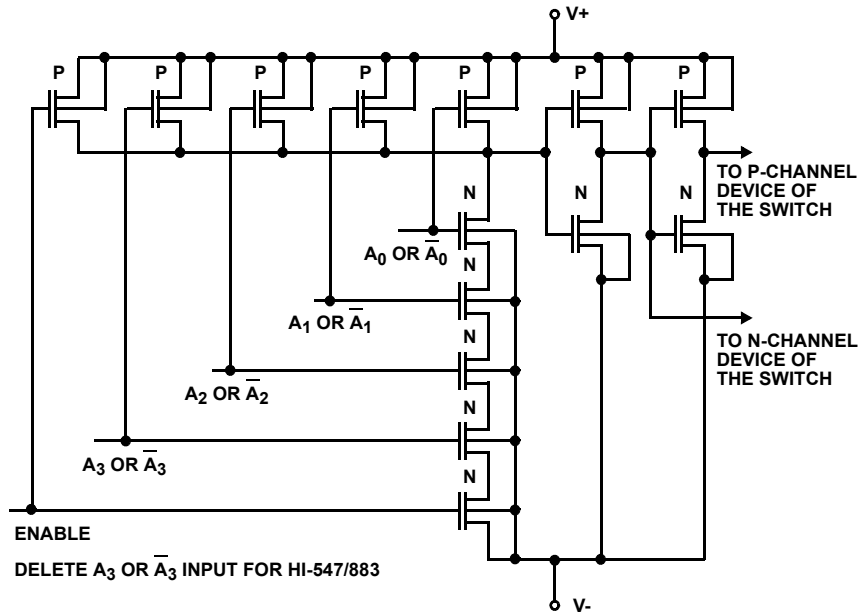 V+
P P P P P P P
TO P-CHANNEL
DEVICE OF
THE SWITCH
N N N
A0 OR A̅0
N
A1 OR A̅1
TO N-CHANNEL
DEVICE OF
THE SWITCH
N
A2 OR A̅2
N
A3 OR A̅3
N
ENABLE
DELETE A3 OR A̅3 INPUT FOR HI-547/883
V-